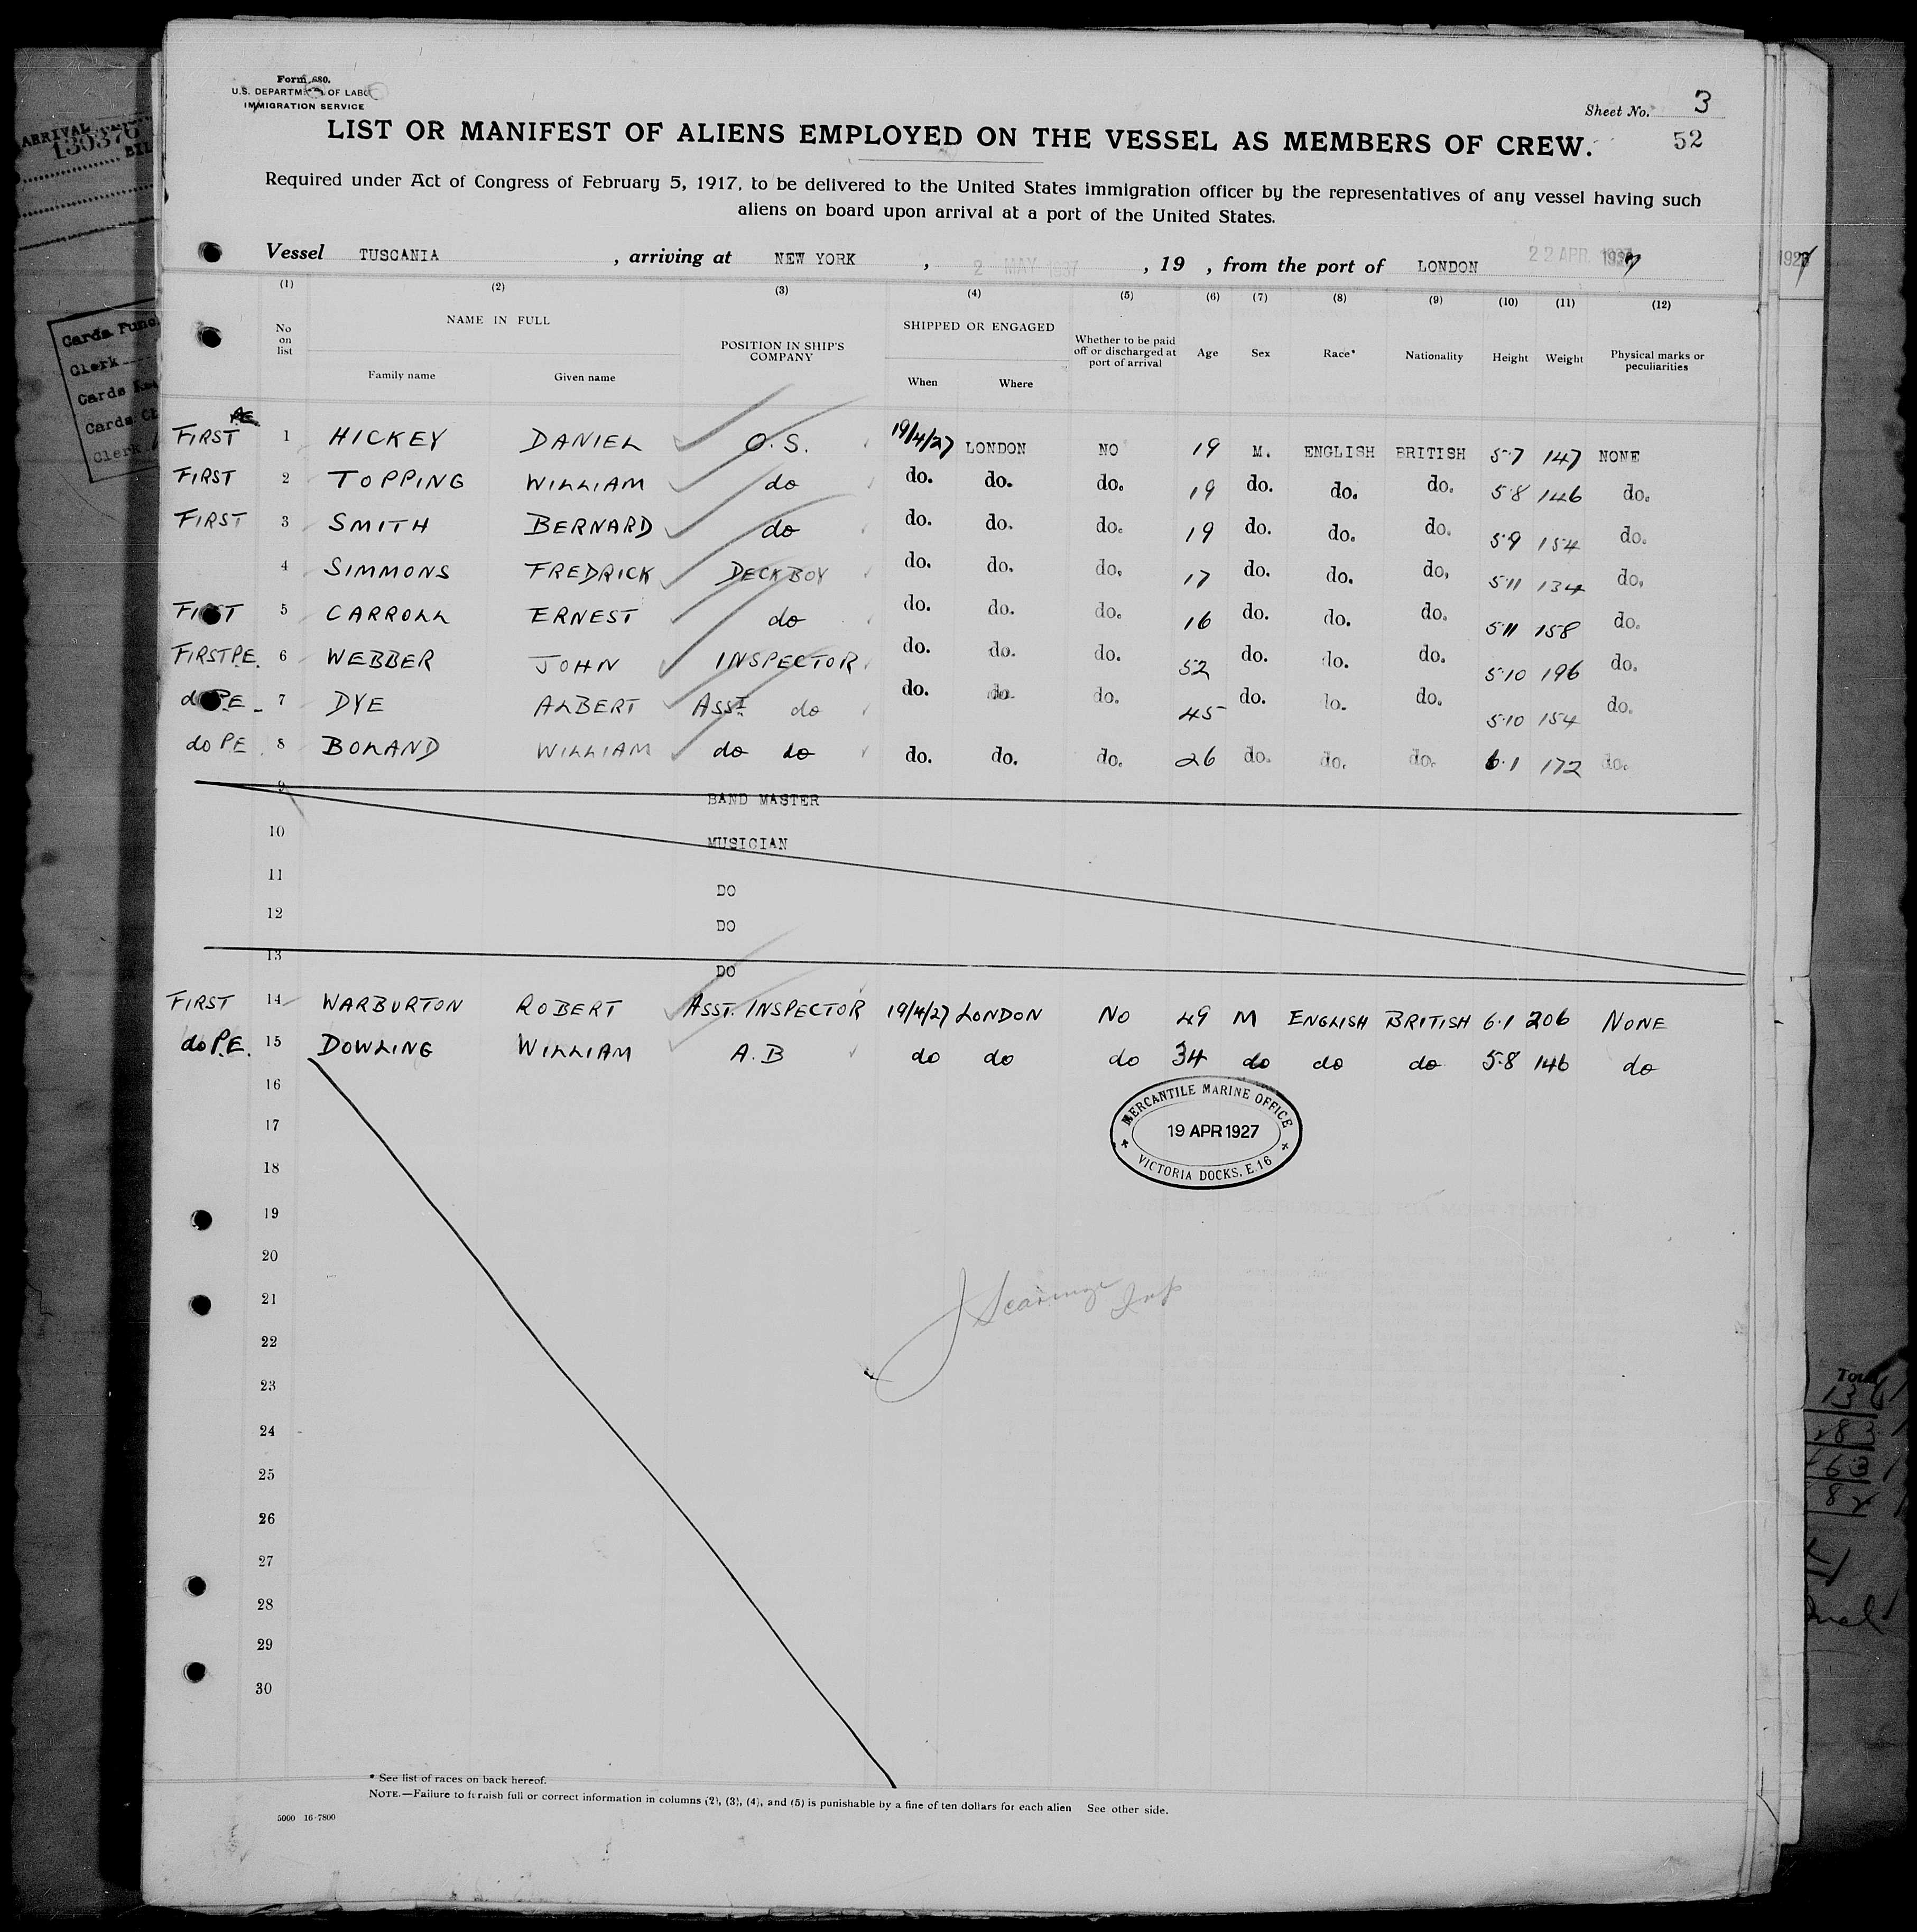 Form 680.
U.S. DEPARTMENT OF LABOR
IMMIGRATION SERVICE
Sheet No. 3
LIST OR MANIFEST OF ALIENS EMPLOYED ON THE VESSEL AS MEMBERS OF CREW.
52
Required under Act of Congress of February 5, 1917, to be delivered to the United States immigration officer by the representatives of any vessel having such
aliens on board upon arrival at a port of the United States.
Vessel TUSCANIA , arriving at NEW YORK , 2 MAY 1937 , 19 , from the port of LONDON 22 APR
(1) (2) (3) (4) (5) (6) (7) (8) (9) (10) (11) (12)
No on list NAME IN FULL Family name Given name POSITION IN SHIP'S COMPANY SHIPPED OR ENGAGED When Where Whether to be paid off or discharged at port of arrival Age Sex Race* Nationality Height Weight Physical marks or peculiarities
FIRST 1 HICKEY DANIEL O.S. 19/4/27 LONDON NO 19 M. ENGLISH BRITISH 5·7 147 NONE
FIRST 2 TOPPING WILLIAM do do. do. do. 19 do. do. do. 5·8 146 do.
FIRST 3 SMITH BERNARD do do. do. do. 19 do. do. do. 5·9 154 do.
4 SIMMONS FREDRICK DECK BOY do. do. do. 17 do. do. do. 5·11 134 do.
FIRST 5 CARROLL ERNEST do do. do. do. 16 do. do. do. 5·11 158 do.
FIRST P.E. 6 WEBBER JOHN INSPECTOR do. do. do. 52 do. do. do. 5·10 196 do.
do P.E. 7 DYE ALBERT ASST do do. do. do. 45 do. do. do. 5·10 154 do.
do P.E. 8 BOLAND WILLIAM do do do. do. do. 26 do. do. do. 6·1 172 do.
9 BAND MASTER
10 MUSICIAN
11 DO
12 DO
13 DO
FIRST 14 WARBURTON ROBERT ASST. INSPECTOR 19/4/27 LONDON NO 49 M ENGLISH BRITISH 6·1 206 NONE
do P.E. 15 DOWLING WILLIAM A.B do do do 34 do do do 5·8 146 do
16
MERCANTILE MARINE OFFICE
17
19 APR 1927
18
VICTORIA DOCKS. E.16
19
20
21
22
23
24
25
26
27
28
29
30
* See list of races on back hereof.
NOTE.—Failure to furnish full or correct information in columns (2), (3), (4), and (5) is punishable by a fine of ten dollars for each alien See other side.
5000 16-7800